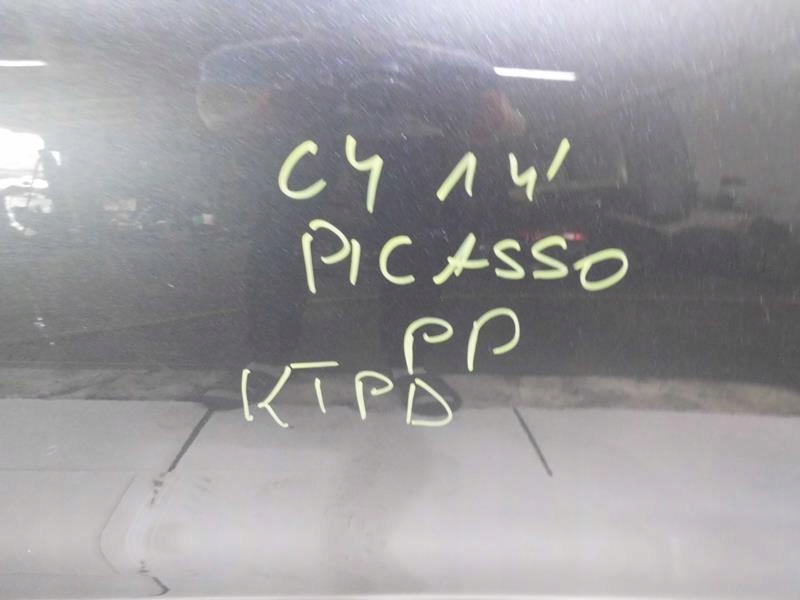 C4 14'
PICASSO
PP
KTPD